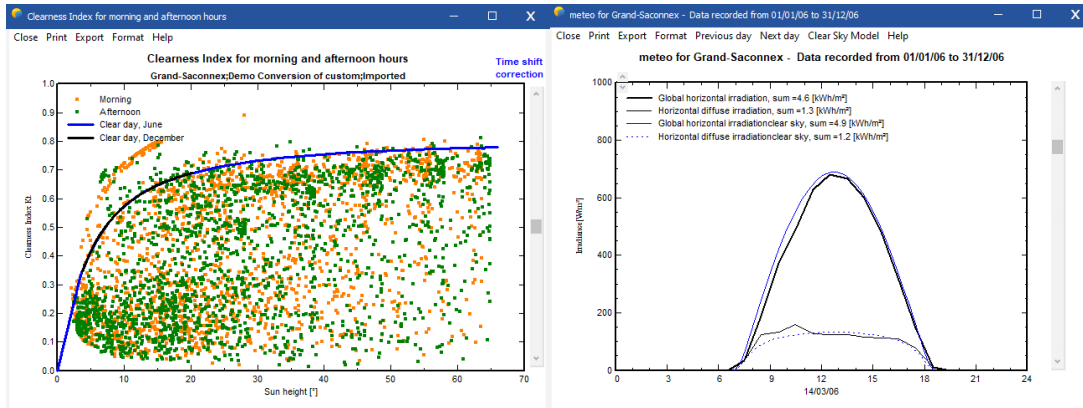 Clearness Index for morning and afternoon hours
Close Print Export Format Help
Clearness Index for morning and afternoon hours
Grand-Saconnex;Demo Conversion of custom;Imported
Time shift
correction
Morning
Afternoon
Clear day, June
Clear day, December
Clearness Index Kt
1.0
0.9
0.8
0.7
0.6
0.5
0.4
0.3
0.2
0.1
0.0
0 10 20 30 40 50 60 70
Sun height [°]
meteo for Grand-Saconnex - Data recorded from 01/01/06 to 31/12/06
Close Print Export Format Previous day Next day Clear Sky Model Help
meteo for Grand-Saconnex - Data recorded from 01/01/06 to 31/12/06
Global horizontal irradiation, sum =4.6 [kWh/m²]
Horizontal diffuse irradiation, sum =1.3 [kWh/m²]
Global horizontal irradiationclear sky, sum =4.9 [kWh/m²]
Horizontal diffuse irradiationclear sky, sum =1.2 [kWh/m²]
Irradiance[W/m²]
1000
800
600
400
200
0
0 3 6 9 12 15 18 21 24
14/03/06